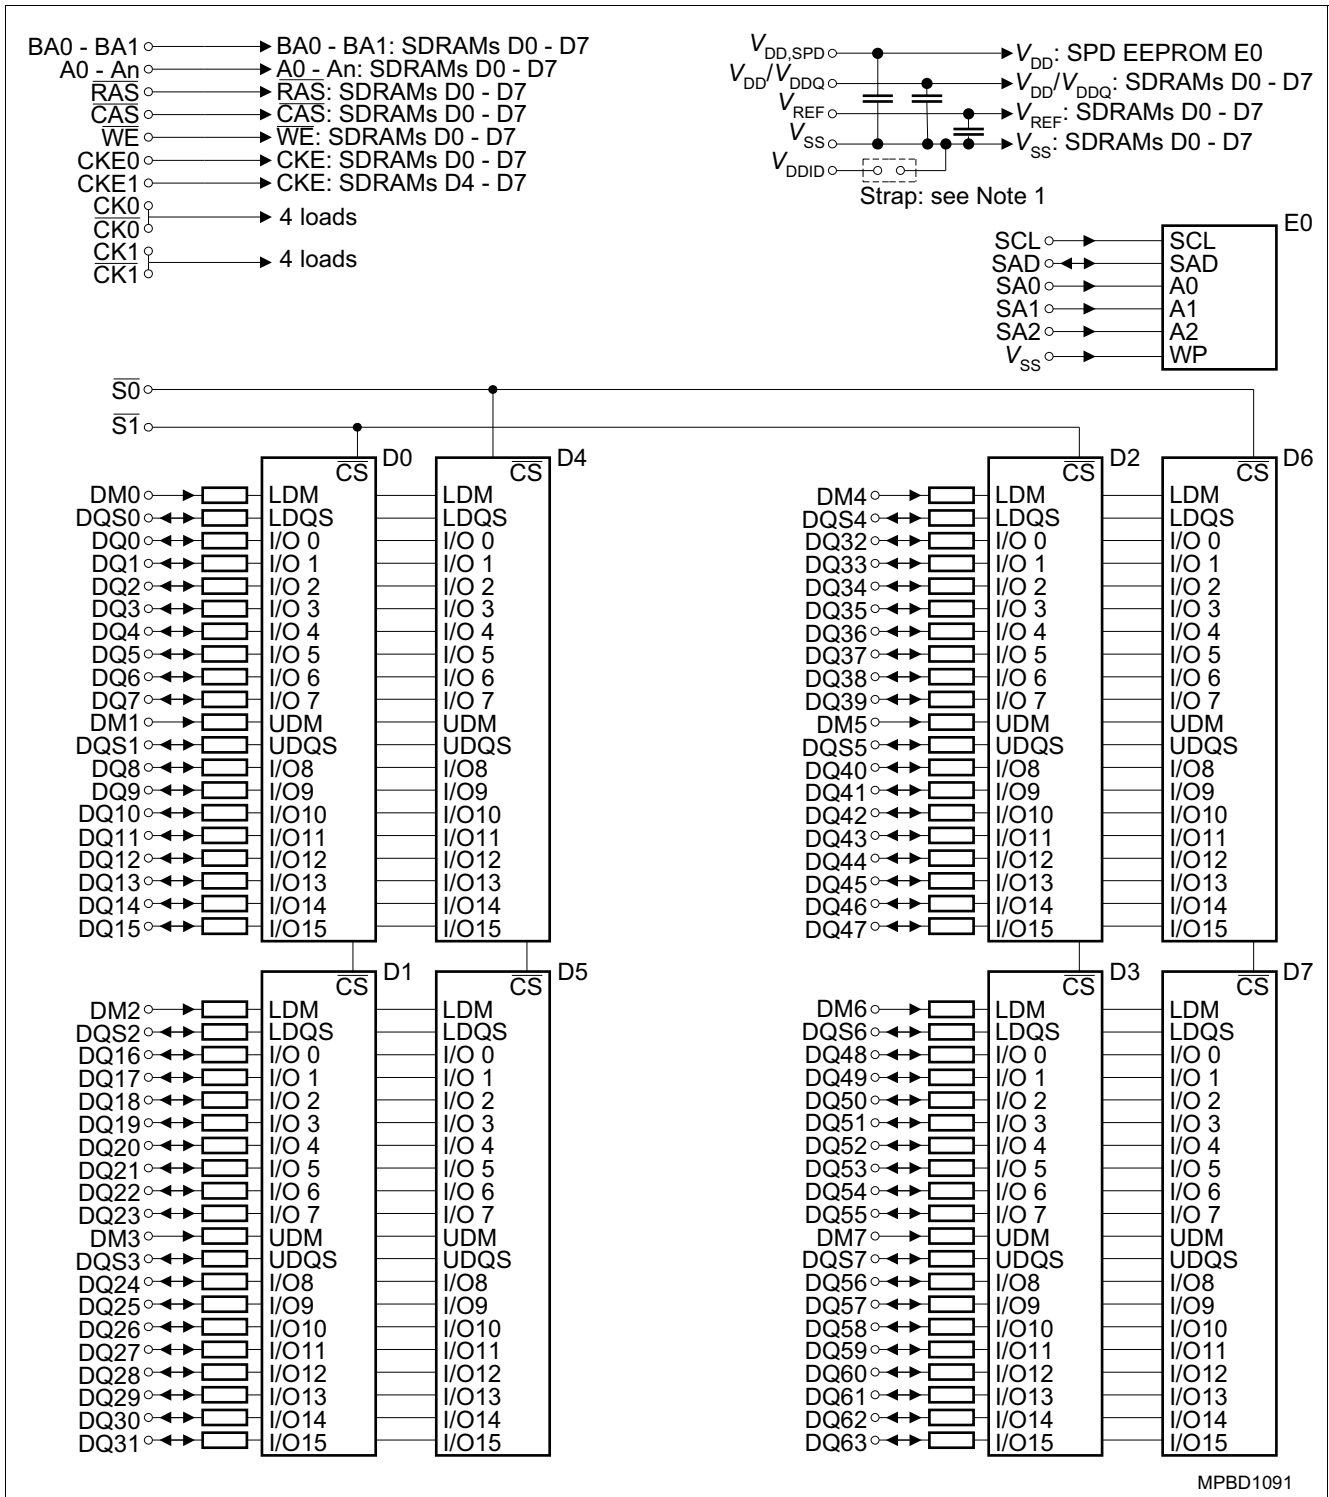 BA0 - BA1 BA0 - BA1: SDRAMs D0 - D7
A0 - An A0 - An: SDRAMs D0 - D7
RAS RAS: SDRAMs D0 - D7
CAS CAS: SDRAMs D0 - D7
WE WE: SDRAMs D0 - D7
CKE0 CKE: SDRAMs D0 - D7
CKE1 CKE: SDRAMs D4 - D7
CK0
CK0
4 loads
CK1
CK1
4 loads
VDD,SPD VDD: SPD EEPROM E0
VDD/VDDQ VDD/VDDQ: SDRAMs D0 - D7
VREF VREF: SDRAMs D0 - D7
VSS VSS: SDRAMs D0 - D7
VDDID
Strap: see Note 1
E0
SCL SCL
SAD SAD
SA0 A0
SA1 A1
SA2 A2
VSS WP
S0
S1
CS D0 CS D4
DM0 LDM LDM
DQS0 LDQS LDQS
DQ0 I/O 0 I/O 0
DQ1 I/O 1 I/O 1
DQ2 I/O 2 I/O 2
DQ3 I/O 3 I/O 3
DQ4 I/O 4 I/O 4
DQ5 I/O 5 I/O 5
DQ6 I/O 6 I/O 6
DQ7 I/O 7 I/O 7
DM1 UDM UDM
DQS1 UDQS UDQS
DQ8 I/O8 I/O8
DQ9 I/O9 I/O9
DQ10 I/O10 I/O10
DQ11 I/O11 I/O11
DQ12 I/O12 I/O12
DQ13 I/O13 I/O13
DQ14 I/O14 I/O14
DQ15 I/O15 I/O15
CS D2 CS D6
DM4 LDM LDM
DQS4 LDQS LDQS
DQ32 I/O 0 I/O 0
DQ33 I/O 1 I/O 1
DQ34 I/O 2 I/O 2
DQ35 I/O 3 I/O 3
DQ36 I/O 4 I/O 4
DQ37 I/O 5 I/O 5
DQ38 I/O 6 I/O 6
DQ39 I/O 7 I/O 7
DM5 UDM UDM
DQS5 UDQS UDQS
DQ40 I/O8 I/O8
DQ41 I/O9 I/O9
DQ42 I/O10 I/O10
DQ43 I/O11 I/O11
DQ44 I/O12 I/O12
DQ45 I/O13 I/O13
DQ46 I/O14 I/O14
DQ47 I/O15 I/O15
CS D1 CS D5
DM2 LDM LDM
DQS2 LDQS LDQS
DQ16 I/O 0 I/O 0
DQ17 I/O 1 I/O 1
DQ18 I/O 2 I/O 2
DQ19 I/O 3 I/O 3
DQ20 I/O 4 I/O 4
DQ21 I/O 5 I/O 5
DQ22 I/O 6 I/O 6
DQ23 I/O 7 I/O 7
DM3 UDM UDM
DQS3 UDQS UDQS
DQ24 I/O8 I/O8
DQ25 I/O9 I/O9
DQ26 I/O10 I/O10
DQ27 I/O11 I/O11
DQ28 I/O12 I/O12
DQ29 I/O13 I/O13
DQ30 I/O14 I/O14
DQ31 I/O15 I/O15
CS D3 CS D7
DM6 LDM LDM
DQS6 LDQS LDQS
DQ48 I/O 0 I/O 0
DQ49 I/O 1 I/O 1
DQ50 I/O 2 I/O 2
DQ51 I/O 3 I/O 3
DQ52 I/O 4 I/O 4
DQ53 I/O 5 I/O 5
DQ54 I/O 6 I/O 6
DQ55 I/O 7 I/O 7
DM7 UDM UDM
DQS7 UDQS UDQS
DQ56 I/O8 I/O8
DQ57 I/O9 I/O9
DQ58 I/O10 I/O10
DQ59 I/O11 I/O11
DQ60 I/O12 I/O12
DQ61 I/O13 I/O13
DQ62 I/O14 I/O14
DQ63 I/O15 I/O15
MPBD1091